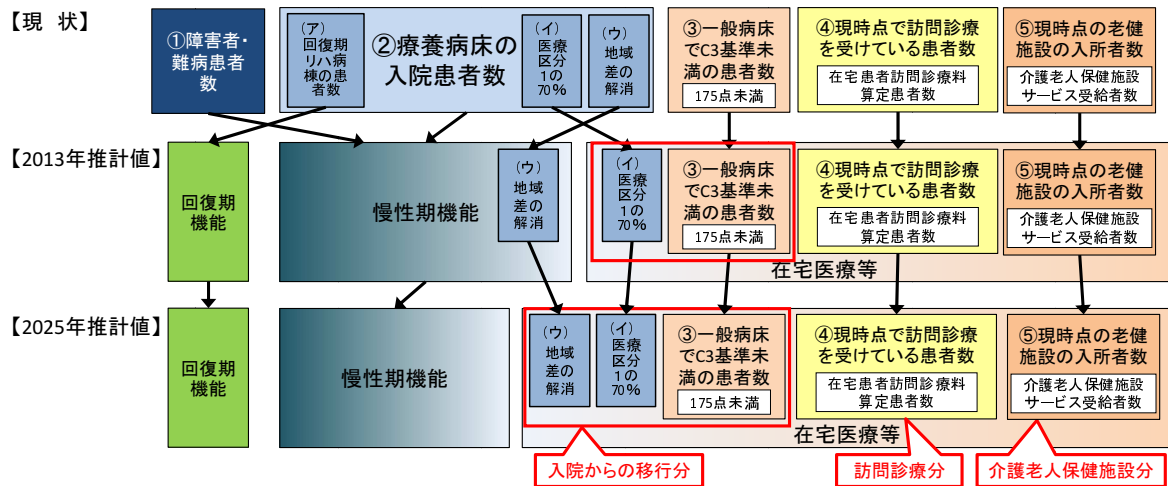 【現 状】
①障害者・
難病患者
数
(ア)
回復期
リハ病
棟の患
者数
②療養病床の
入院患者数
(イ)
医療
区分
1の
70%
(ウ)
地域
差の
解消
③一般病床
でC3基準未
満の患者数
175点未満
④現時点で訪問診療
を受けている患者数
在宅患者訪問診療料
算定患者数
⑤現時点の老健
施設の入所者数
介護老人保健施設
サービス受給者数
【2013年推計値】
回復期
機能
慢性期機能
(ウ)
地域
差の
解消
(イ)
医療
区分
1の
70%
③一般病床
でC3基準未
満の患者数
175点未満
④現時点で訪問診療
を受けている患者数
在宅患者訪問診療料
算定患者数
⑤現時点の老健
施設の入所者数
介護老人保健施設
サービス受給者数
在宅医療等
【2025年推計値】
回復期
機能
慢性期機能
(ウ)
地域
差の
解消
(イ)
医療
区分
1の
70%
③一般病床
でC3基準未
満の患者数
175点未満
④現時点で訪問診療
を受けている患者数
在宅患者訪問診療料
算定患者数
⑤現時点の老健
施設の入所者数
介護老人保健施設
サービス受給者数
在宅医療等
入院からの移行分
訪問診療分
介護老人保健施設分